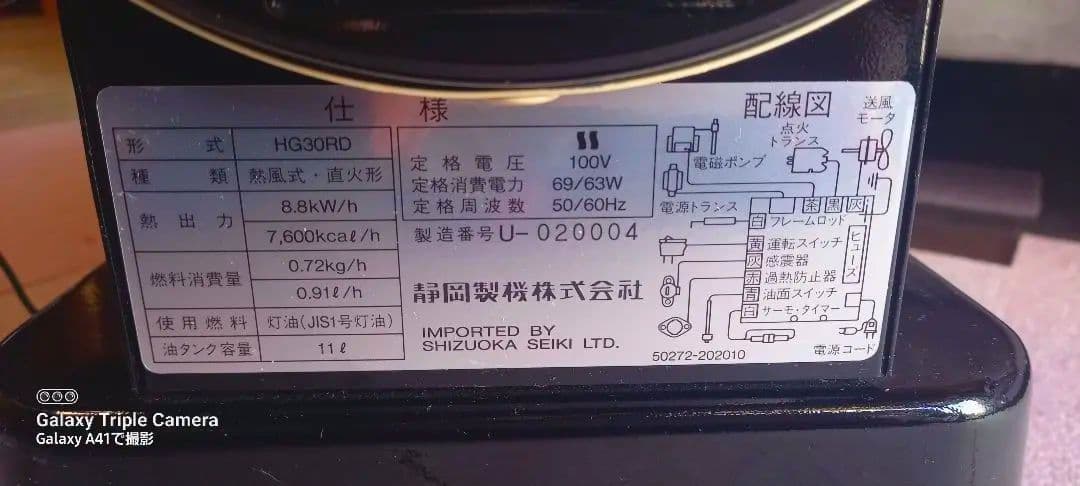 仕様
形式 HG30RD
種類 熱風式・直火形
熱出力 8.8kW/h
7,600kcaℓ/h
燃料消費量 0.72kg/h
0.91ℓ/h
使用燃料 灯油(JIS1号灯油)
油タンク容量 11ℓ
定格電圧 100V
定格消費電力 69/63W
定格周波数 50/60Hz
製造番号 U-020004
静岡製機株式会社
IMPORTED BY
SHIZUOKA SEIKI LTD.
配線図
送風
モータ
点火
トランス
電磁ポンプ
電源トランス
茶 黒 灰
白 フレームロッド
黄 運転スイッチ
灰 感震器
赤 過熱防止器
青 油面スイッチ
白 サーモ・タイマー
ヒューズ
50272-202010
電源コード
Galaxy Triple Camera
Galaxy A41で撮影